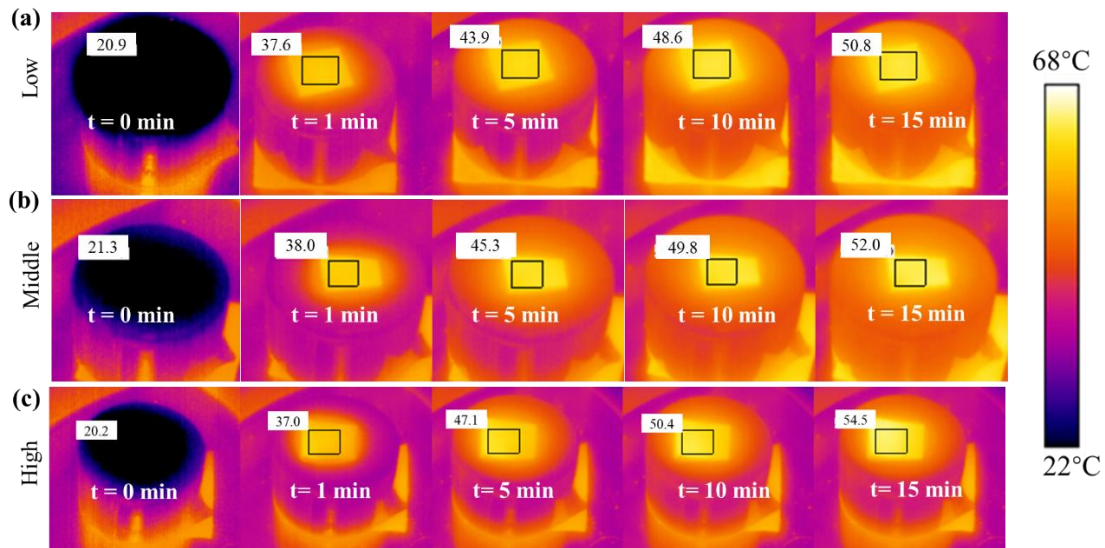 (a)
Low
20.9
t = 0 min
37.6
t = 1 min
43.9
t = 5 min
48.6
t = 10 min
50.8
t = 15 min
(b)
Middle
21.3
t = 0 min
38.0
t = 1 min
45.3
t = 5 min
49.8
t = 10 min
52.0
t = 15 min
(c)
High
20.2
t = 0 min
37.0
t= 1 min
47.1
t= 5 min
50.4
t = 10 min
54.5
t = 15 min
68°C
22°C